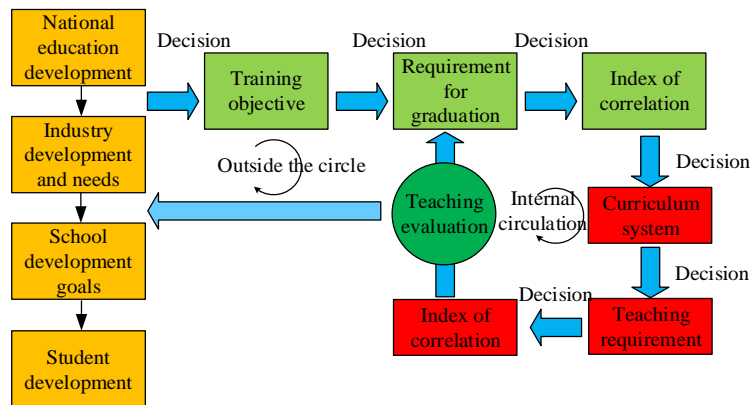 National
education
development
Industry
development
and needs
School
development
goals
Student
development
Decision
Training
objective
Decision
Requirement
for
graduation
Decision
Index of
correlation
Decision
Curriculum
system
Decision
Teaching
requirement
Decision
Index of
correlation
Teaching
evaluation
Internal
circulation
Outside the circle